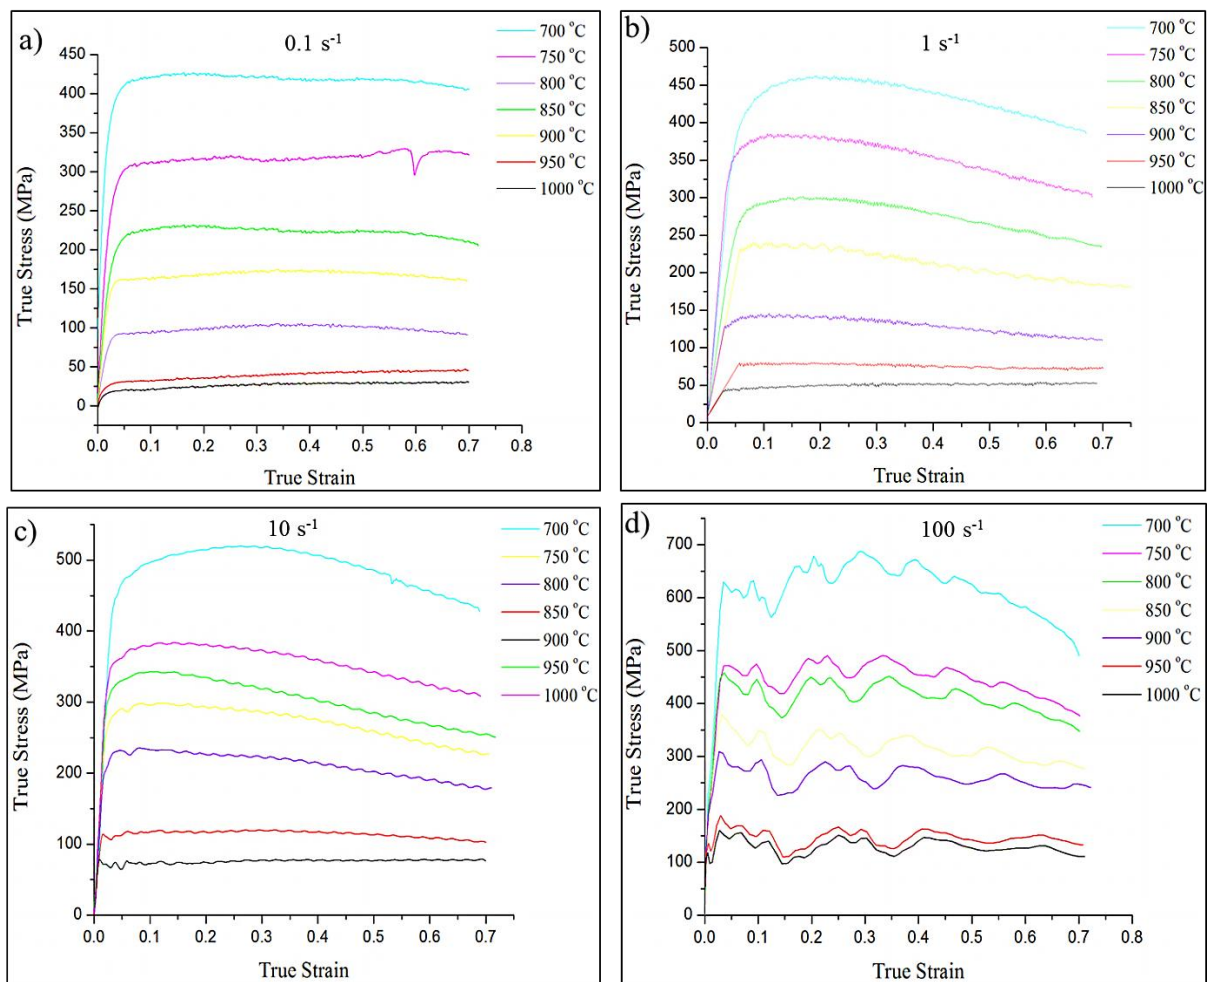 a)
0.1 s-1
700 °C
750 °C
800 °C
850 °C
900 °C
950 °C
1000 °C
450
400
350
300
250
200
150
100
50
0
True Stress (MPa)
0.0 0.1 0.2 0.3 0.4 0.5 0.6 0.7 0.8
True Strain
b)
1 s-1
700 °C
750 °C
800 °C
850 °C
900 °C
950 °C
1000 °C
500
450
400
350
300
250
200
150
100
50
0
True Stress (MPa)
0.0 0.1 0.2 0.3 0.4 0.5 0.6 0.7
True Strain
c)
10 s-1
700 °C
750 °C
800 °C
850 °C
900 °C
950 °C
1000 °C
500
400
300
200
100
0
True Stress (MPa)
0.0 0.1 0.2 0.3 0.4 0.5 0.6 0.7
True Strain
d)
100 s-1
700 °C
750 °C
800 °C
850 °C
900 °C
950 °C
1000 °C
700
600
500
400
300
200
100
0
True Stress (MPa)
0.0 0.1 0.2 0.3 0.4 0.5 0.6 0.7 0.8
True Strain